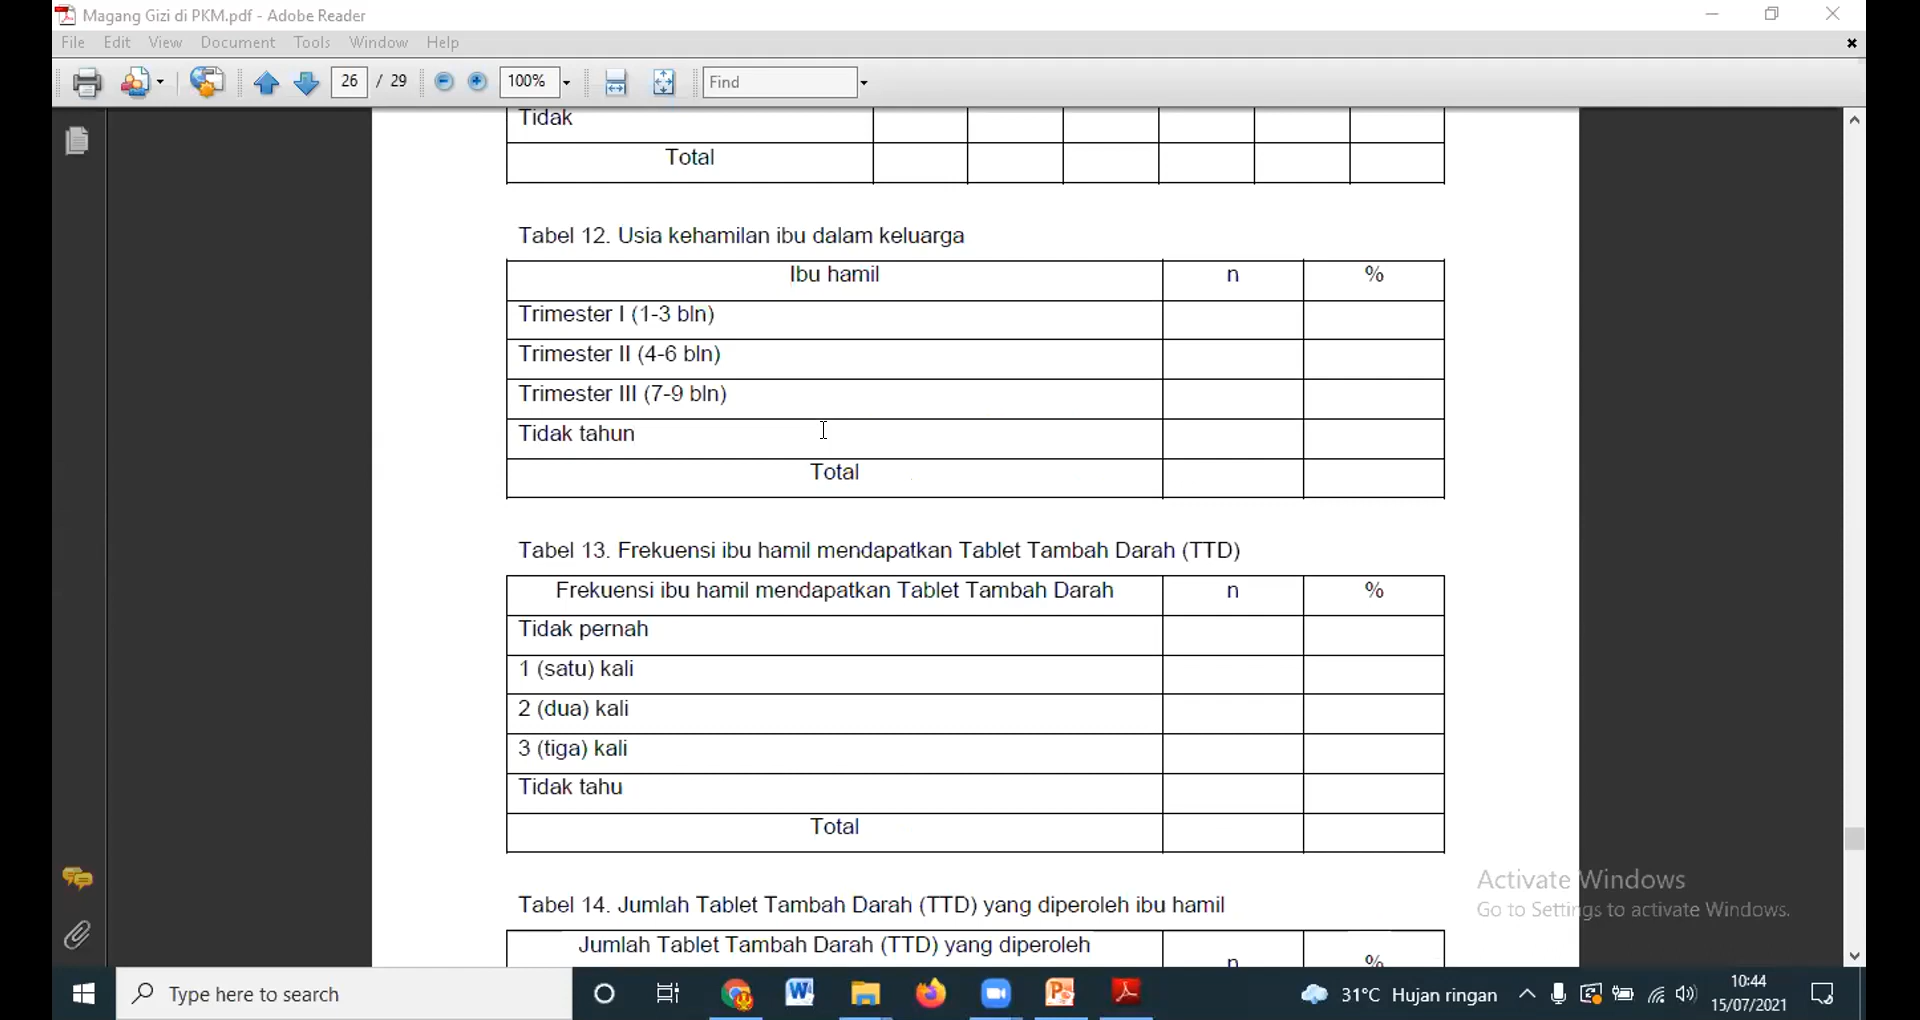 Magang Gizi di PKM.pdf - Adobe Reader
File Edit View Document Tools Window Help
26 / 29 100% Find
Tidak
Total
Tabel 12. Usia kehamilan ibu dalam keluarga
Ibu hamil n %
Trimester I (1-3 bln)
Trimester II (4-6 bln)
Trimester III (7-9 bln)
Tidak tahun
Total
Tabel 13. Frekuensi ibu hamil mendapatkan Tablet Tambah Darah (TTD)
Frekuensi ibu hamil mendapatkan Tablet Tambah Darah n %
Tidak pernah
1 (satu) kali
2 (dua) kali
3 (tiga) kali
Tidak tahu
Total
Tabel 14. Jumlah Tablet Tambah Darah (TTD) yang diperoleh ibu hamil
Jumlah Tablet Tambah Darah (TTD) yang diperoleh
n %
Activate Windows
Go to Settings to activate Windows.
Type here to search
31°C Hujan ringan
10:44
15/07/2021